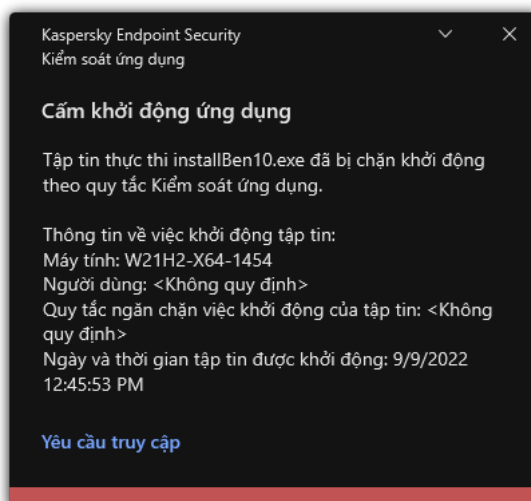 Kaspersky Endpoint Security
Kiểm soát ứng dụng
Cấm khởi động ứng dụng
Tập tin thực thi installBen10.exe đã bị chặn khởi động
theo quy tắc Kiểm soát ứng dụng.
Thông tin về việc khởi động tập tin:
Máy tính: W21H2-X64-1454
Người dùng: <Không quy định>
Quy tắc ngăn chặn việc khởi động của tập tin: <Không
quy định>
Ngày và thời gian tập tin được khởi động: 9/9/2022
12:45:53 PM
Yêu cầu truy cập